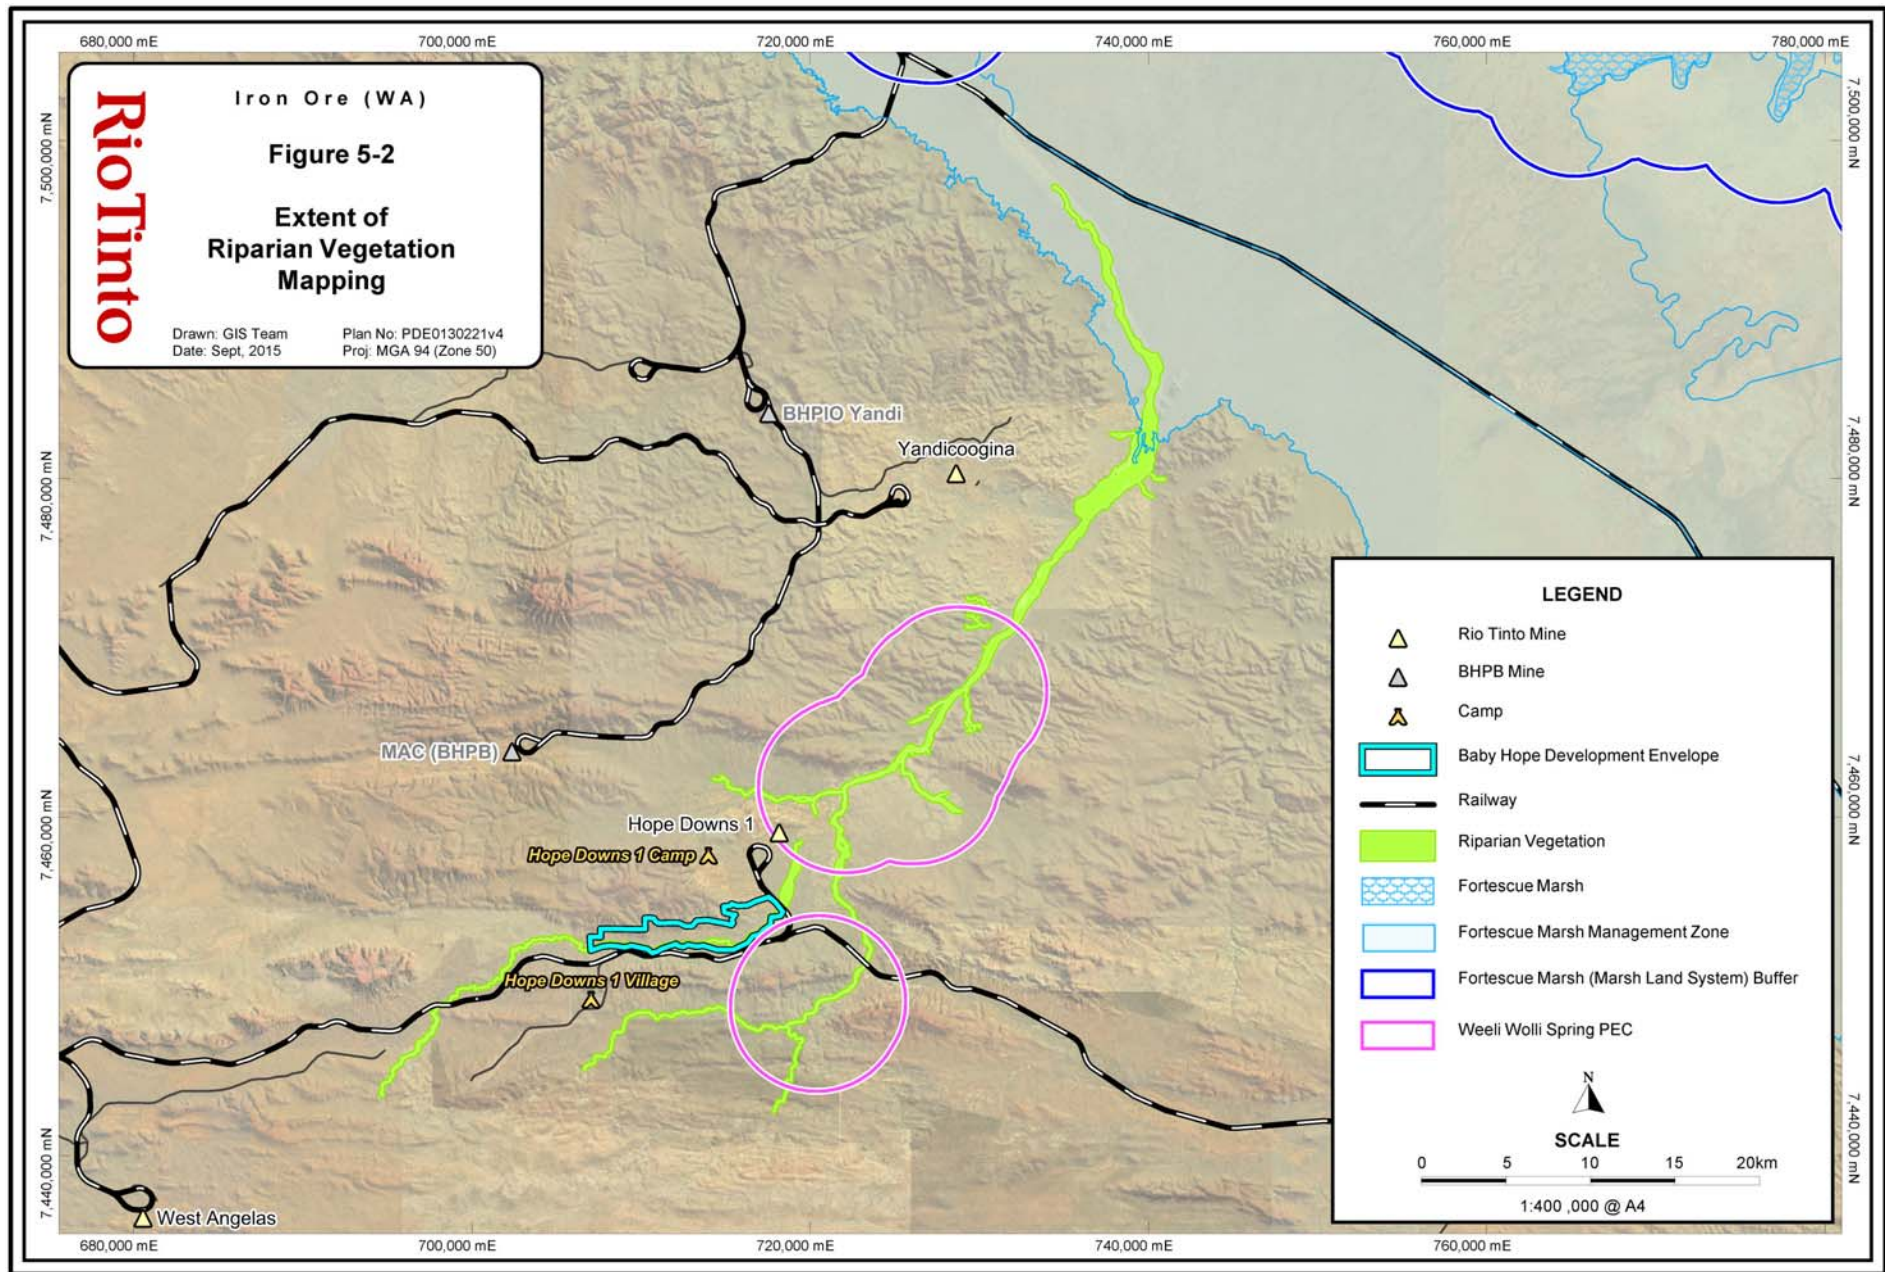 680,000 mE
700,000 mE
720,000 mE
740,000 mE
760,000 mE
780,000 mE
RioTinto
Iron Ore (WA)
Figure 5-2
Extent of
Riparian Vegetation
Mapping
Drawn: GIS Team
Plan No: PDE0130221v4
Date: Sept, 2015
Proj: MGA 94 (Zone 50)
7,500,000 mN
7,480,000 mN
7,460,000 mN
7,440,000 mN
7,500,000 mN
7,480,000 mN
7,460,000 mN
7,440,000 mN
BHPIO Yandi
Yandicoogina
MAC (BHPB)
Hope Downs 1
Hope Downs 1 Camp
Hope Downs 1 Village
West Angelas
LEGEND
Rio Tinto Mine
BHPB Mine
Camp
Baby Hope Development Envelope
Railway
Riparian Vegetation
Fortescue Marsh
Fortescue Marsh Management Zone
Fortescue Marsh (Marsh Land System) Buffer
Weeli Wolli Spring PEC
N
SCALE
0 5 10 15 20km
1:400 ,000 @ A4
680,000 mE
700,000 mE
720,000 mE
740,000 mE
760,000 mE